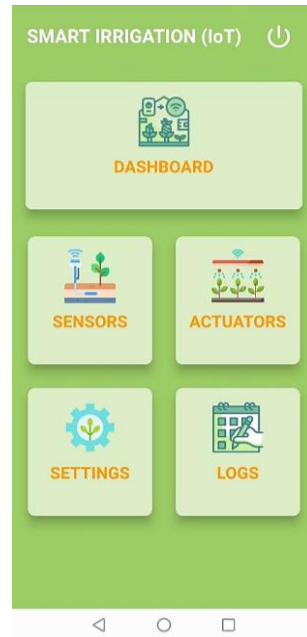 SMART IRRIGATION (IoT)
DASHBOARD
SENSORS
ACTUATORS
SETTINGS
LOGS